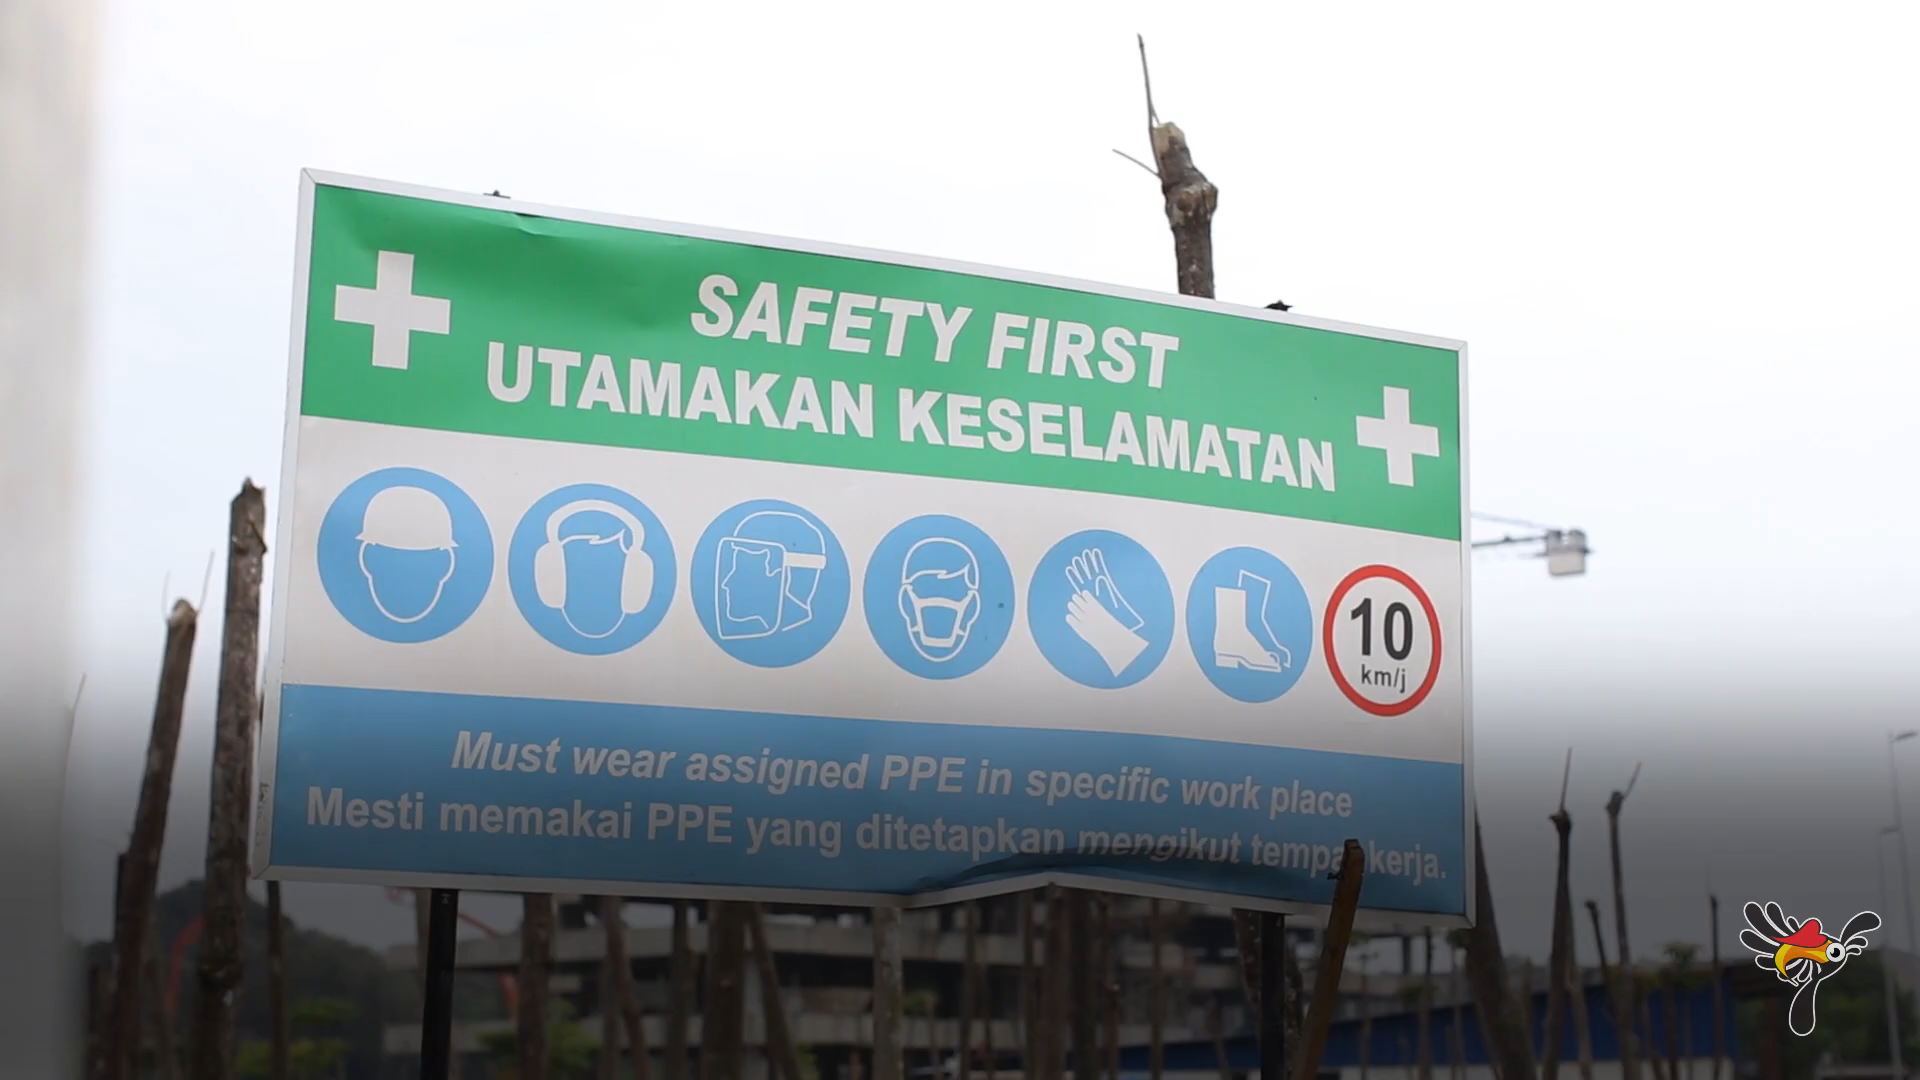 SAFETY FIRST
UTAMAKAN KESELAMATAN
10
km/j
Must wear assigned PPE in specific work place
Mesti memakai PPE yang ditetapkan mengikut tempat kerja.